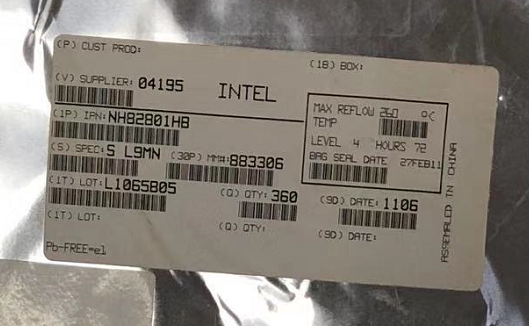 (P) CUST PROD:
(1B) BOX:
(V) SUPPLIER: 04195
INTEL
(1P) IPN: NH82801HB
MAX REFLOW 260 °C
TEMP
LEVEL 4 HOURS 72
BAG SEAL DATE 27FEB11
(S) SPEC: S L9MN (30P) MM#: 883306
(1T) LOT: L1065B05
(Q) QTY: 360
(9D) DATE: 1106
(1T) LOT:
(Q) QTY:
(9D) DATE:
Pb-FREE=e1
ASSEMBLED IN CHINA